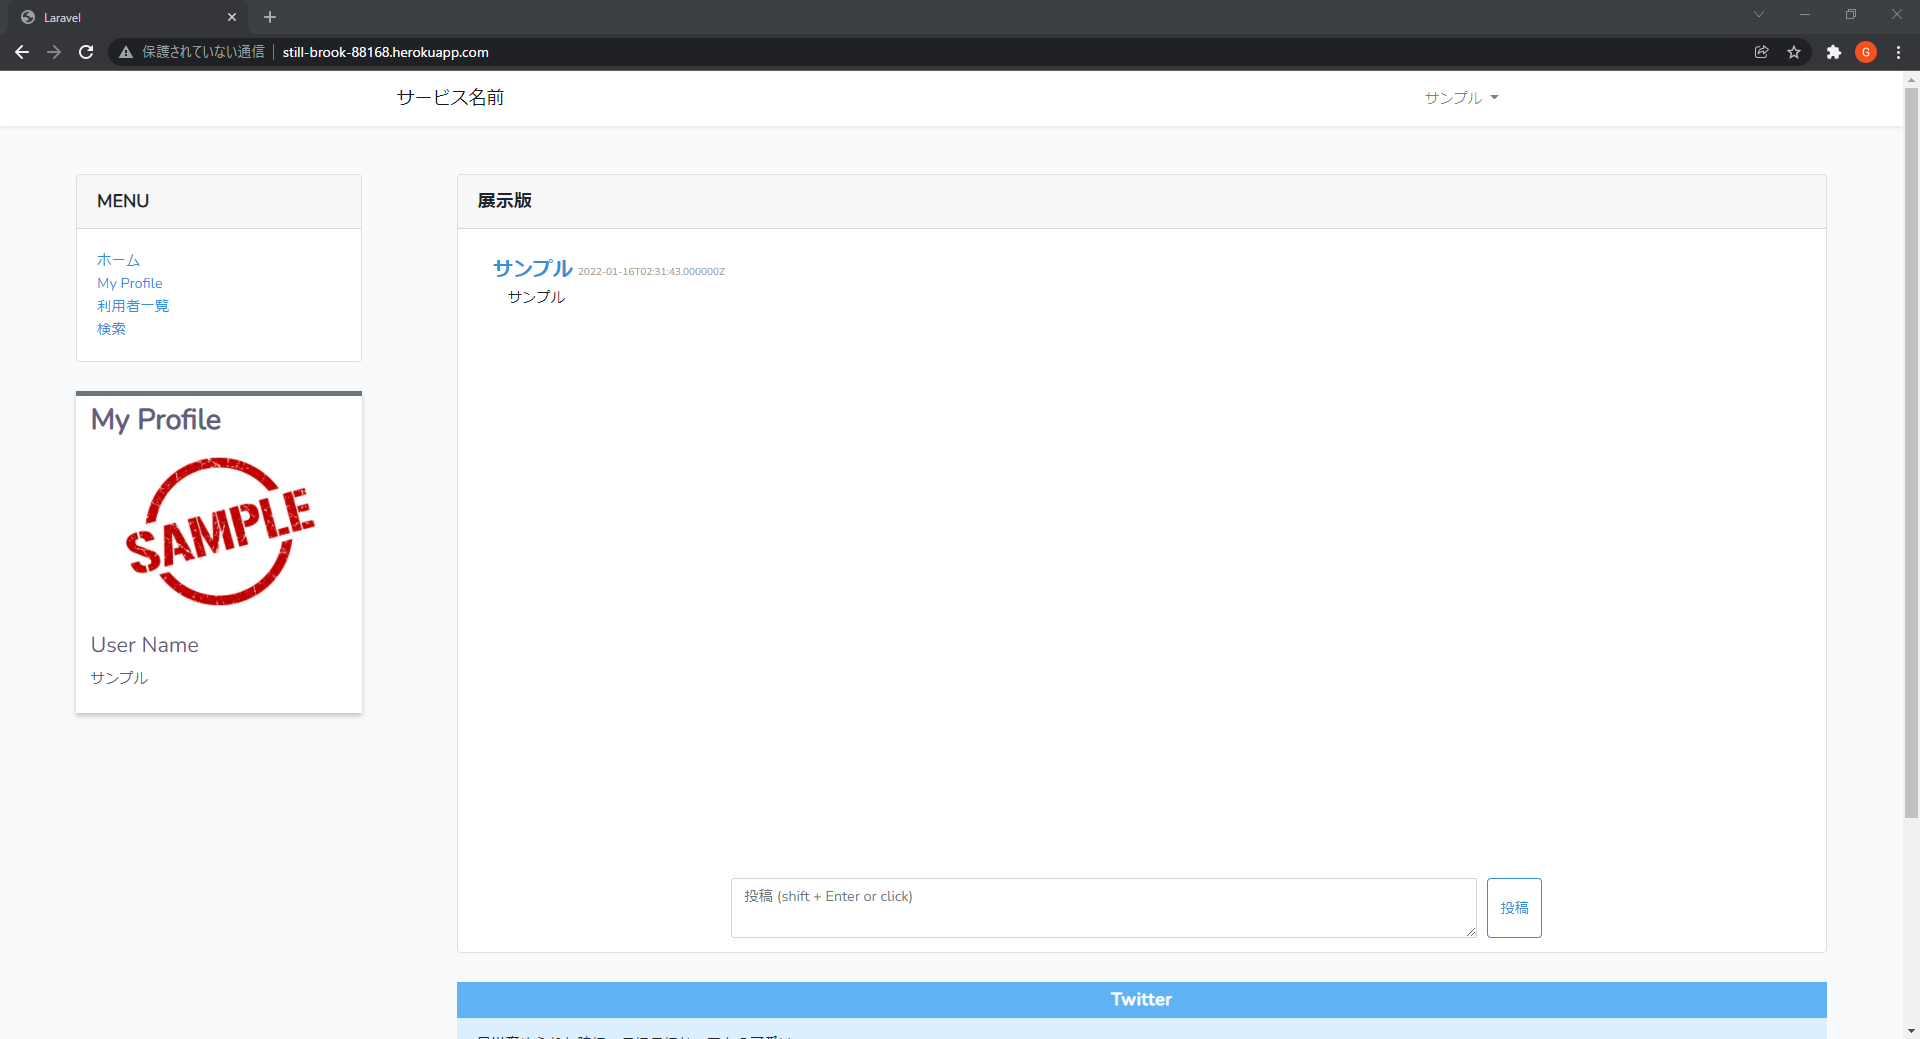 Laravel
保護されていない通信
still-brook-88168.herokuapp.com
G
サービス名前
サンプル
MENU
ホーム
My Profile
利用者一覧
検索
My Profile
SAMPLE
User Name
サンプル
展示版
サンプル 2022-01-16T02:31:43.000000Z
サンプル
投稿 (shift + Enter or click)
投稿
Twitter